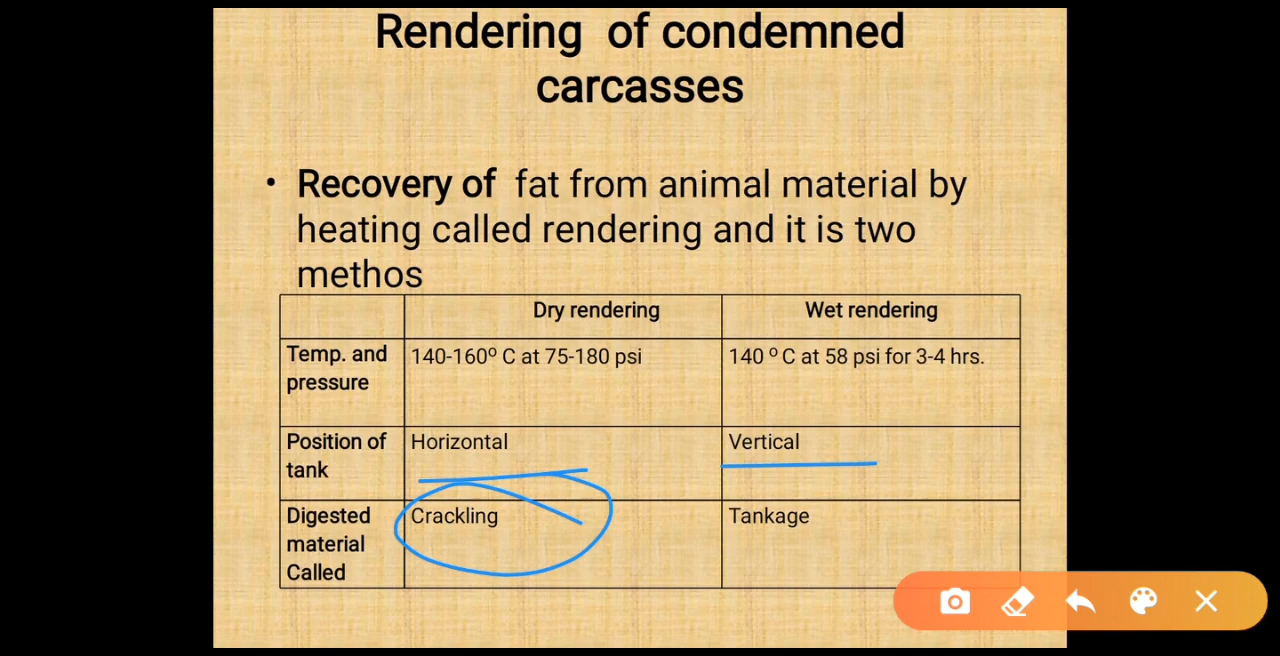 Rendering of condemned
carcasses
• Recovery of fat from animal material by
heating called rendering and it is two
methos
Dry rendering Wet rendering
Temp. and
pressure 140-160º C at 75-180 psi 140 º C at 58 psi for 3-4 hrs.
Position of
tank Horizontal Vertical
Digested
material
Called Crackling Tankage